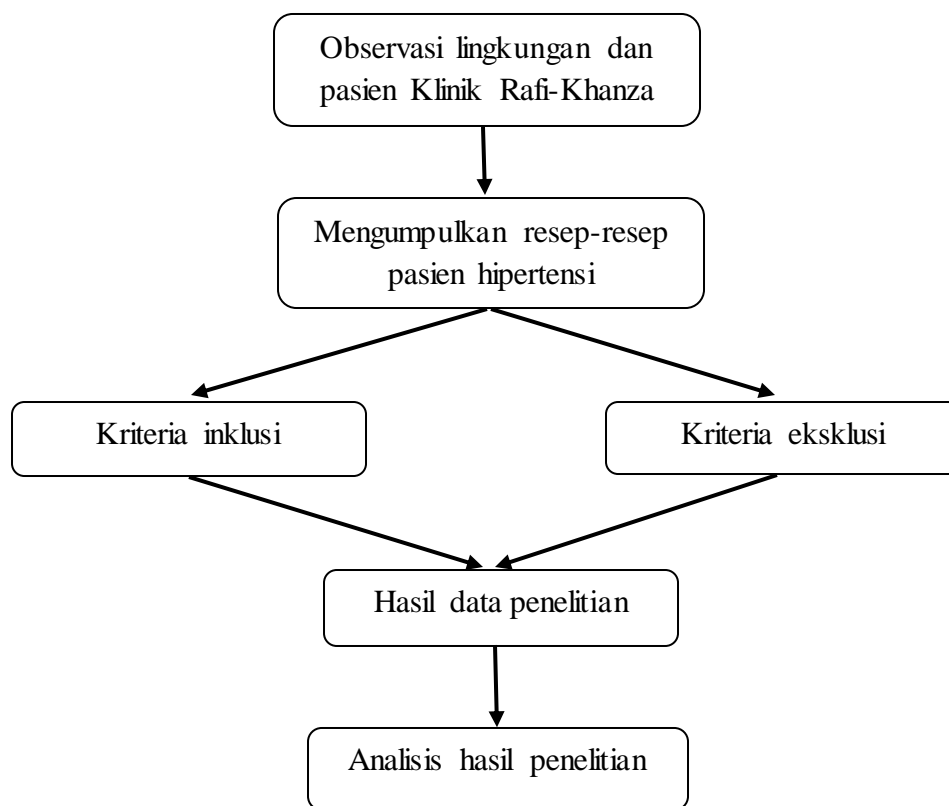 Observasi lingkungan dan
pasien Klinik Rafi-Khanza
Mengumpulkan resep-resep
pasien hipertensi
Kriteria inklusi
Kriteria eksklusi
Hasil data penelitian
Analisis hasil penelitian